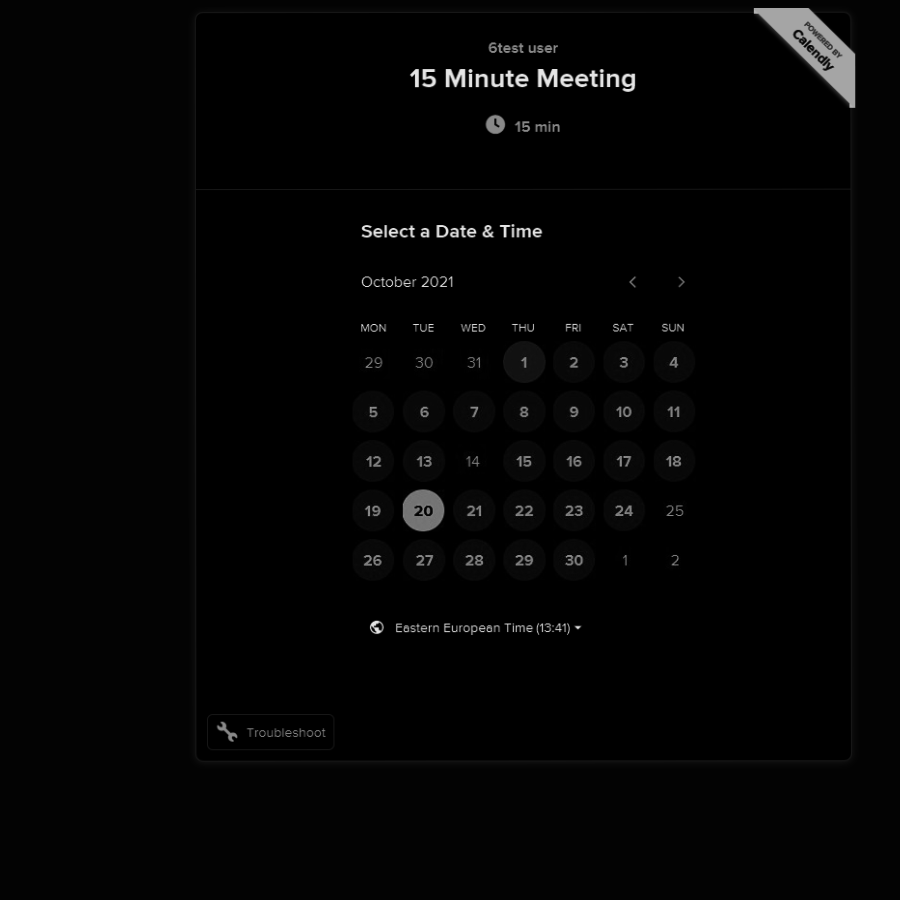 6test user
POWERED BY
Calendly
15 Minute Meeting
15 min
Select a Date & Time
October 2021
MON TUE WED THU FRI SAT SUN
29 30 31 1 2 3 4
5 6 7 8 9 10 11
12 13 14 15 16 17 18
19 20 21 22 23 24 25
26 27 28 29 30 1 2
Eastern European Time (13:41)
Troubleshoot